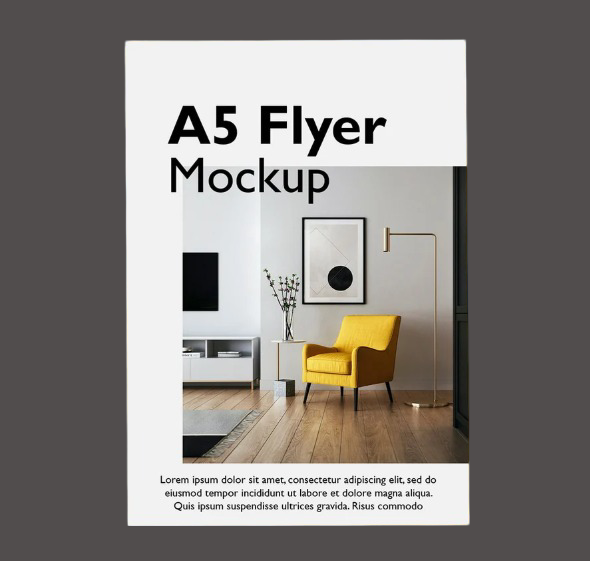 A5 Flyer
Mockup
Lorem ipsum dolor sit amet, consectetur adipiscing elit, sed do
eiusmod tempor incididunt ut labore et dolore magna aliqua.
Quis ipsum suspendisse ultrices gravida. Risus commodo